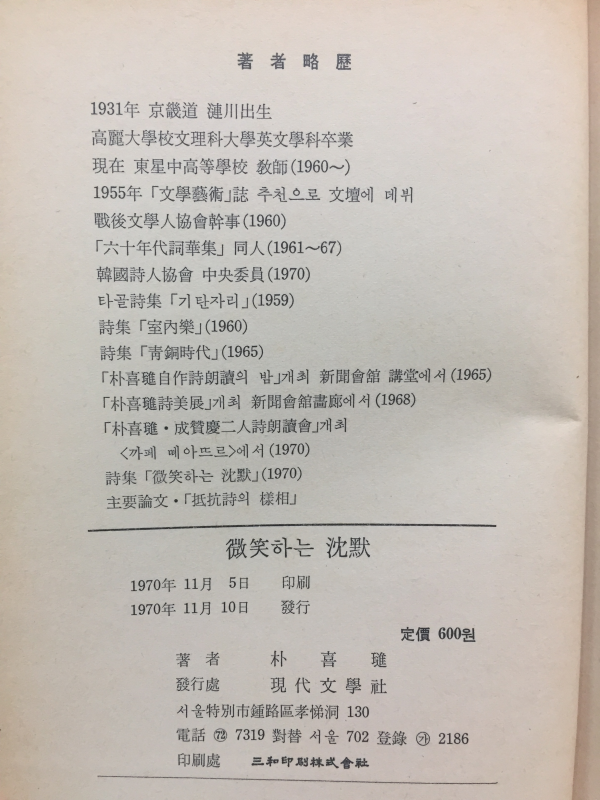 著者略歷
1931年 京畿道 漣川出生
高麗大學校文理科大學英文學科卒業
現在 東星中高等學校 敎師(1960~)
1955年「文學藝術」誌 추천으로 文壇에 데뷔
戰後文學人協會幹事(1960)
「六十年代詞華集」同人(1961~67)
韓國詩人協會 中央委員(1970)
타골詩集「기탄자리」(1959)
詩集「室內樂」(1960)
詩集「靑銅時代」(1965)
「朴喜璡自作詩朗讀의 밤」개최 新聞會舘 講堂에서(1965)
「朴喜璡詩美展」개최 新聞會舘畵廊에서(1968)
「朴喜璡・成贊慶二人詩朗讀會」개최
<까페 떼아뜨르>에서(1970)
詩集「微笑하는 沈默」(1970)
主要論文・「抵抗詩의 樣相」
微笑하는 沈默
1970年 11月 5日 印刷
1970年 11月 10日 發行
定價 600원
著者 朴喜璡
發行處 現代文學社
서울特別市鍾路區孝悌洞 130
電話 ㉔ 7319 對替 서울 702 登錄 ㉮ 2186
印刷處 三和印刷株式會社